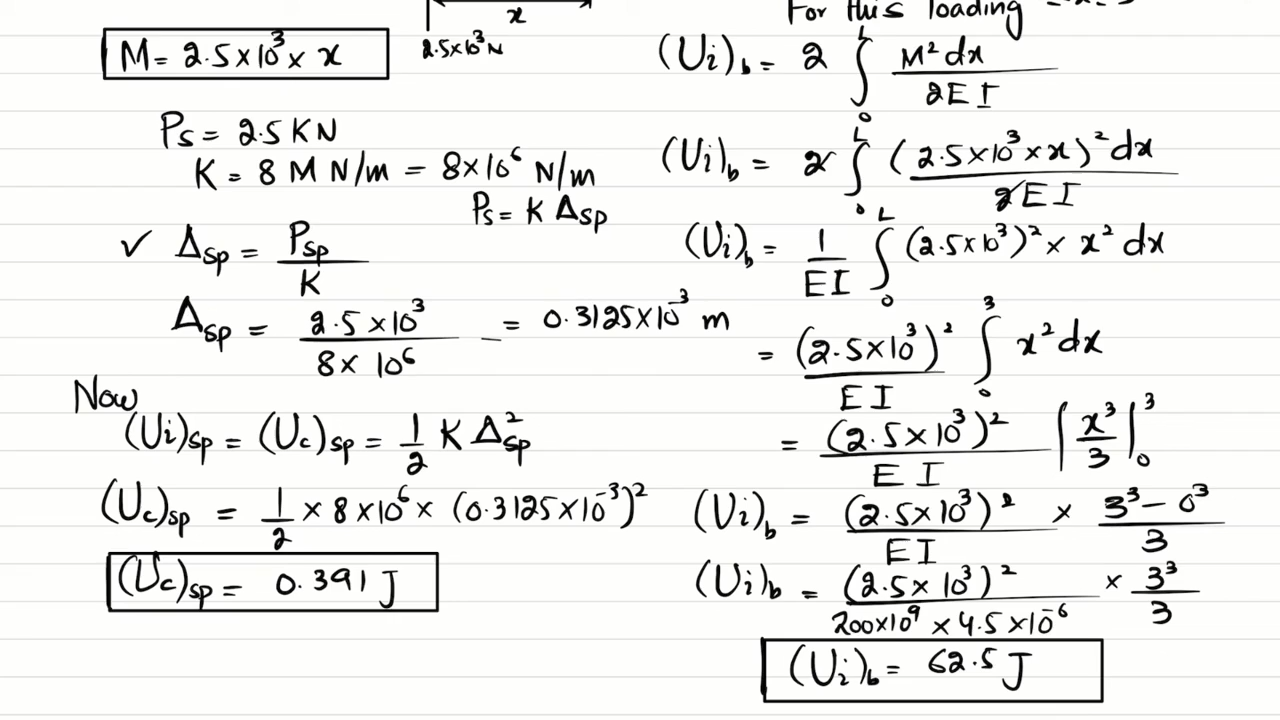 x
2.5×10³ N
M = 2.5×10³ × x
Ps = 2.5 KN
K = 8 M N/m = 8×10⁶ N/m
Ps = K Δsp
✓ Δsp = Psp / K
Δsp = 2.5×10³ / 8×10⁶ = 0.3125×10⁻³ m
Now
(Ui)sp = (Uc)sp = 1/2 K Δ²sp
(Uc)sp = 1/2 × 8×10⁶ × (0.3125×10⁻³)²
(Uc)sp = 0.391 J
For this loading
(Ui)b = 2 ∫₀ᴸ M² dx / 2EI
(Ui)b = 2 ∫₀ᴸ (2.5×10³ × x)² dx / 2EI
(Ui)b = 1/EI ∫₀ᴸ (2.5×10³)² × x² dx
= (2.5×10³)² / EI ∫₀³ x² dx
= (2.5×10³)² / EI [x³/3|₀³
(Ui)b = (2.5×10³)² / EI × 3³ − 0³ / 3
(Ui)b = (2.5×10³)² / 200×10⁹ × 4.5×10⁻⁶ × 3³/3
(Ui)b = 62.5 J